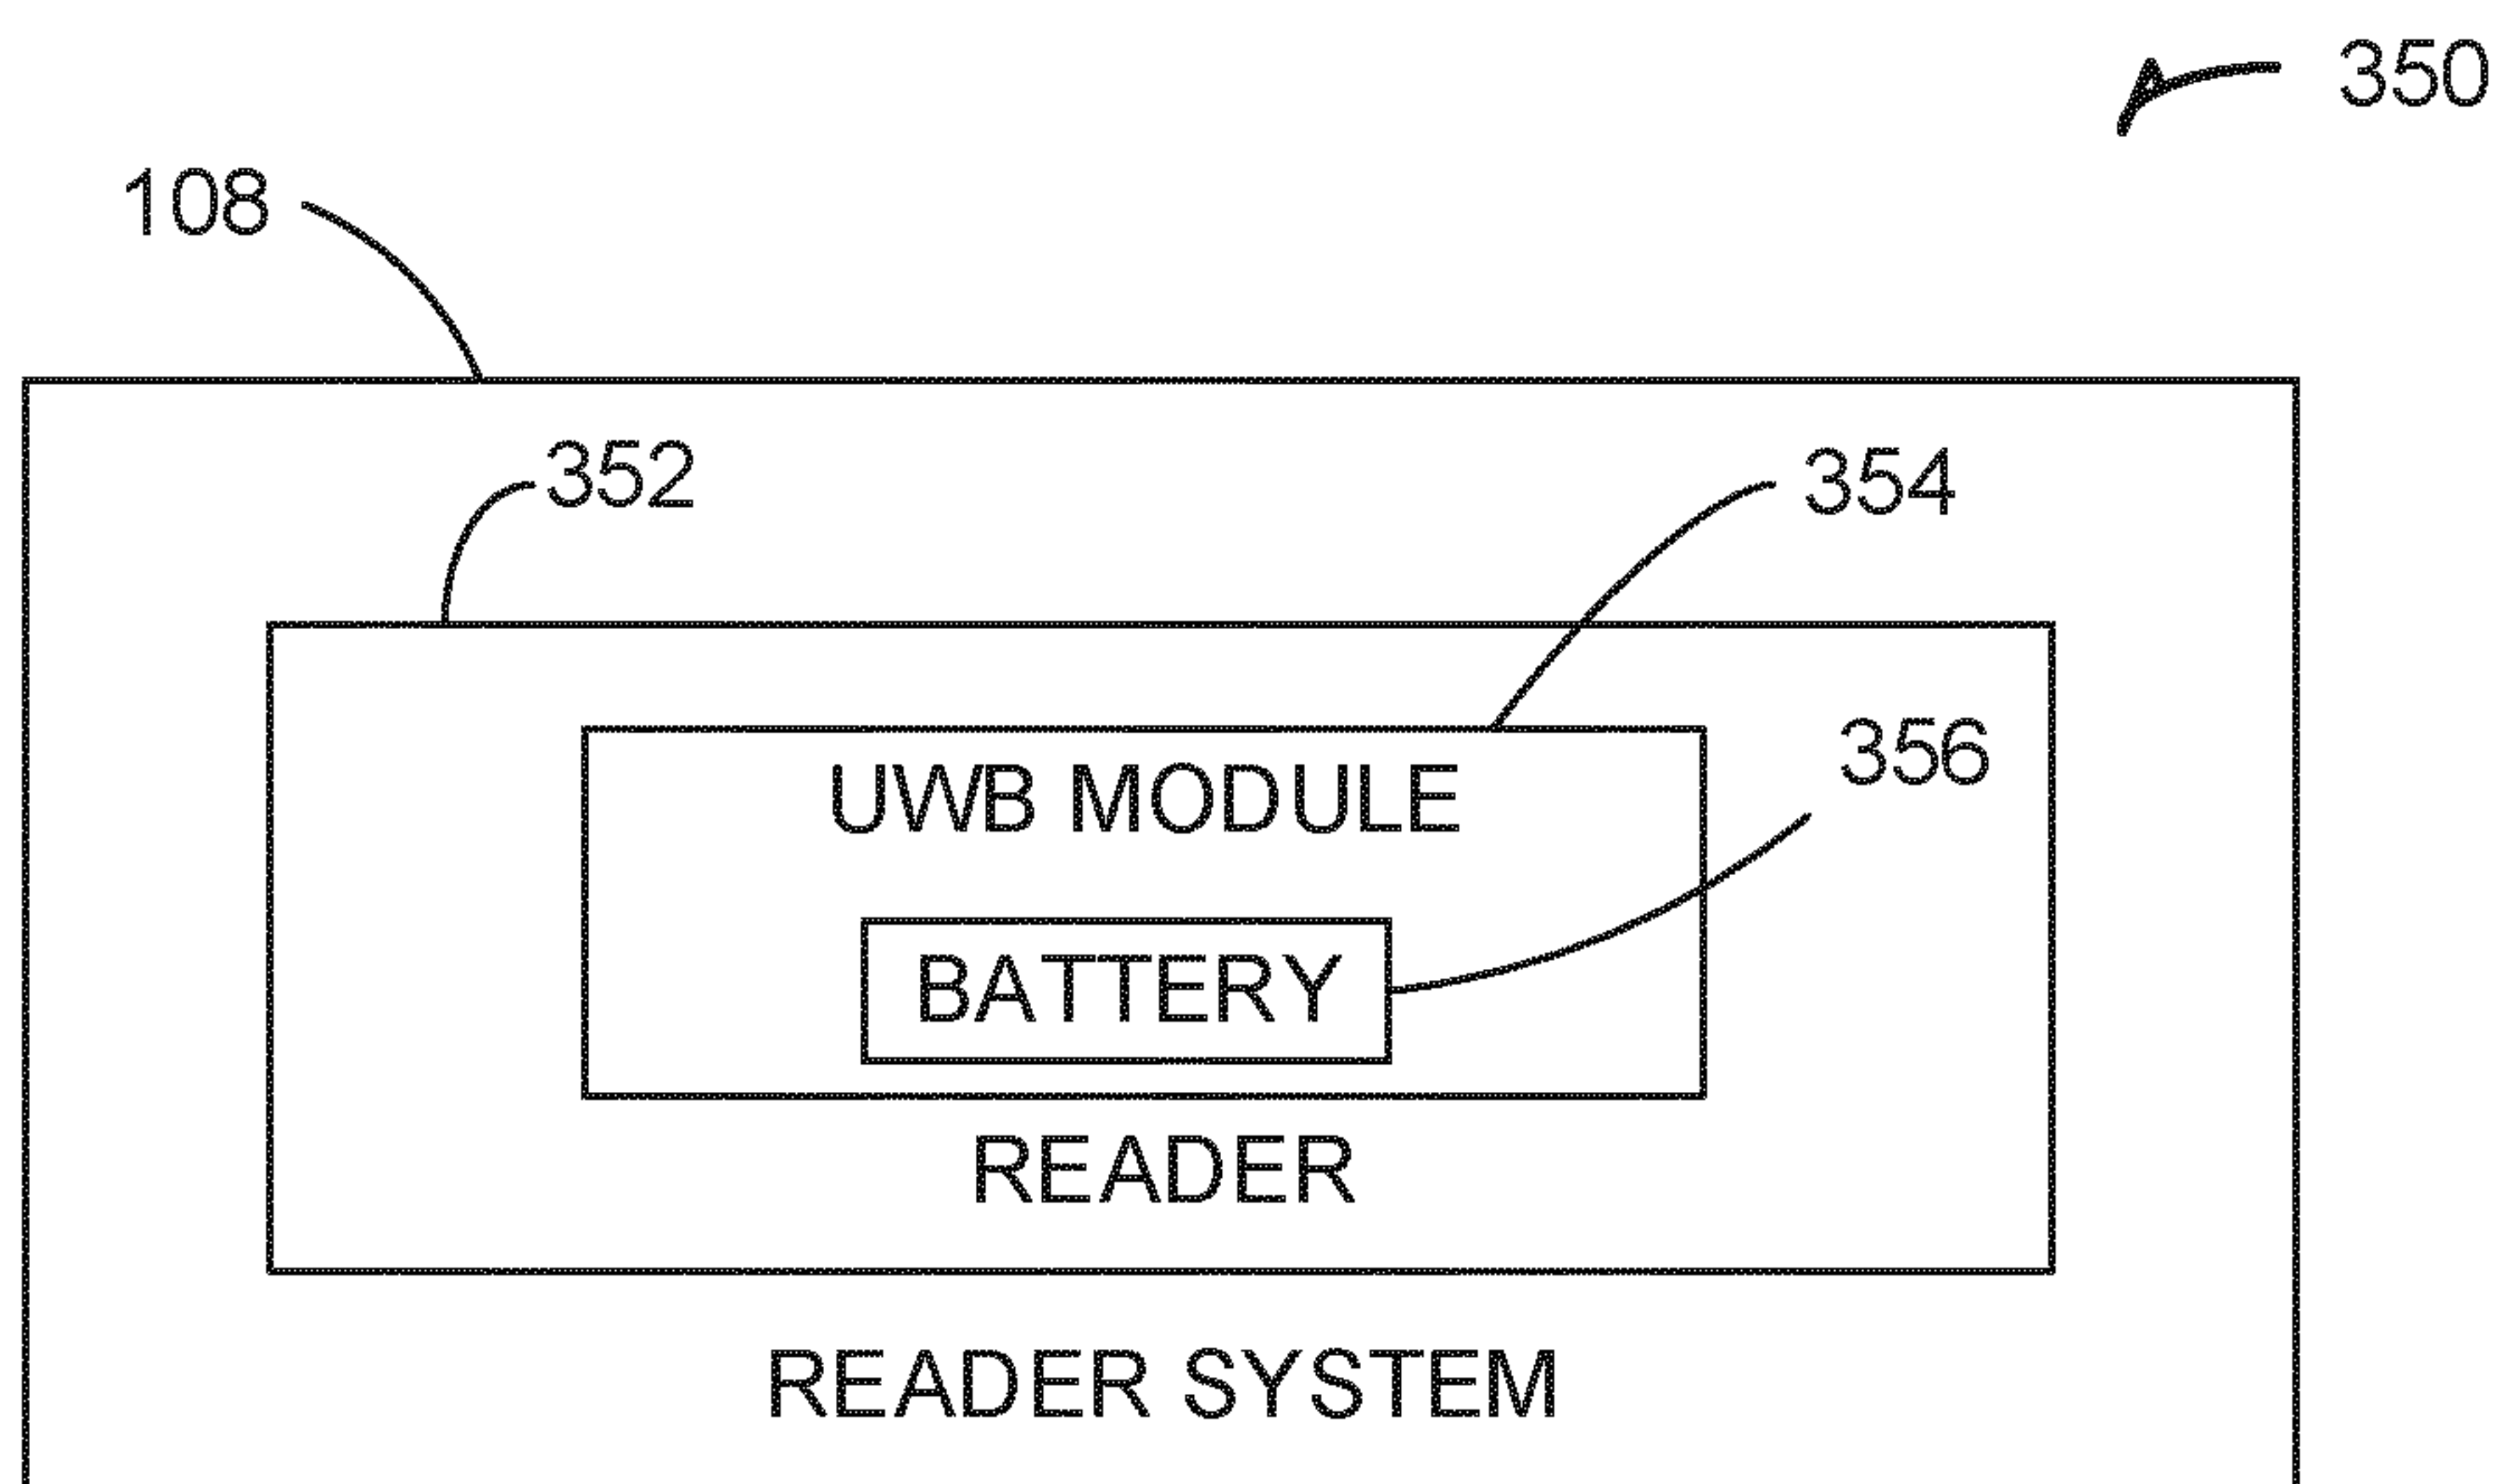 350
108
352
354
356
UWB MODULE
BATTERY
READER
READER SYSTEM